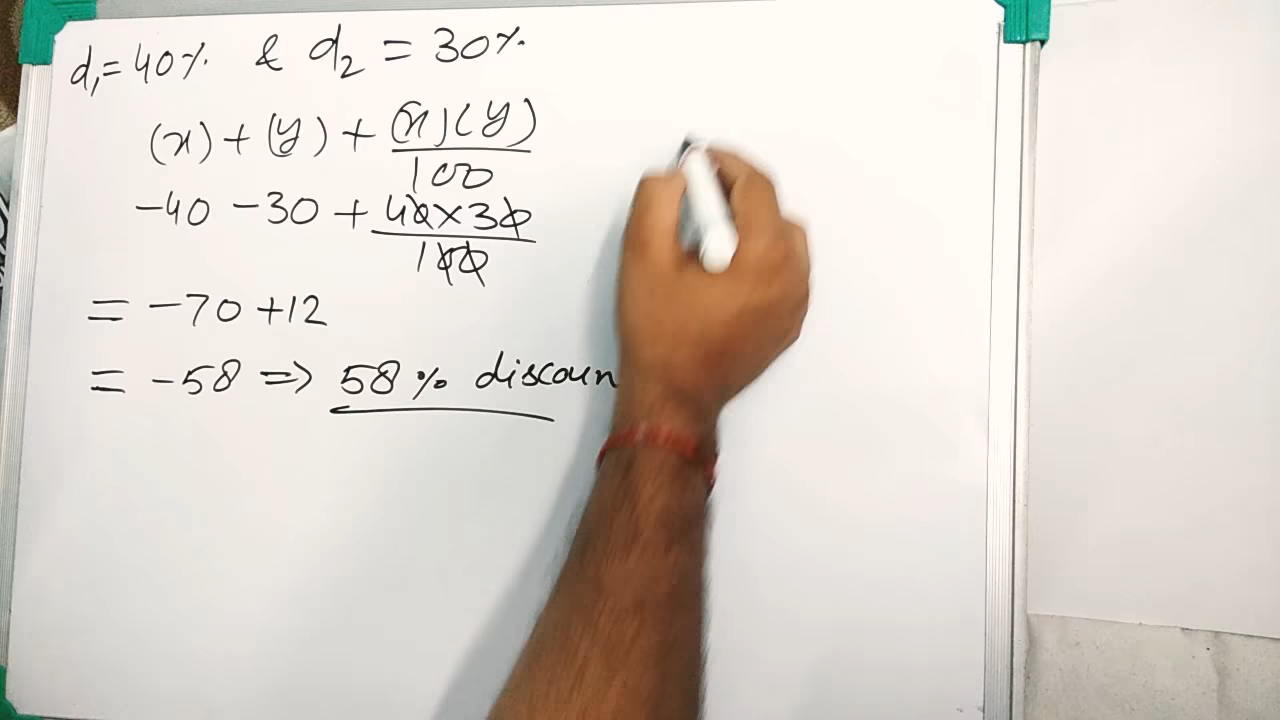 d₁ = 40% & d₂ = 30%
(x) + (y) + (x)(y)/100
-40 -30 + 40×30/100
= -70 +12
= -58 => 58% discoun